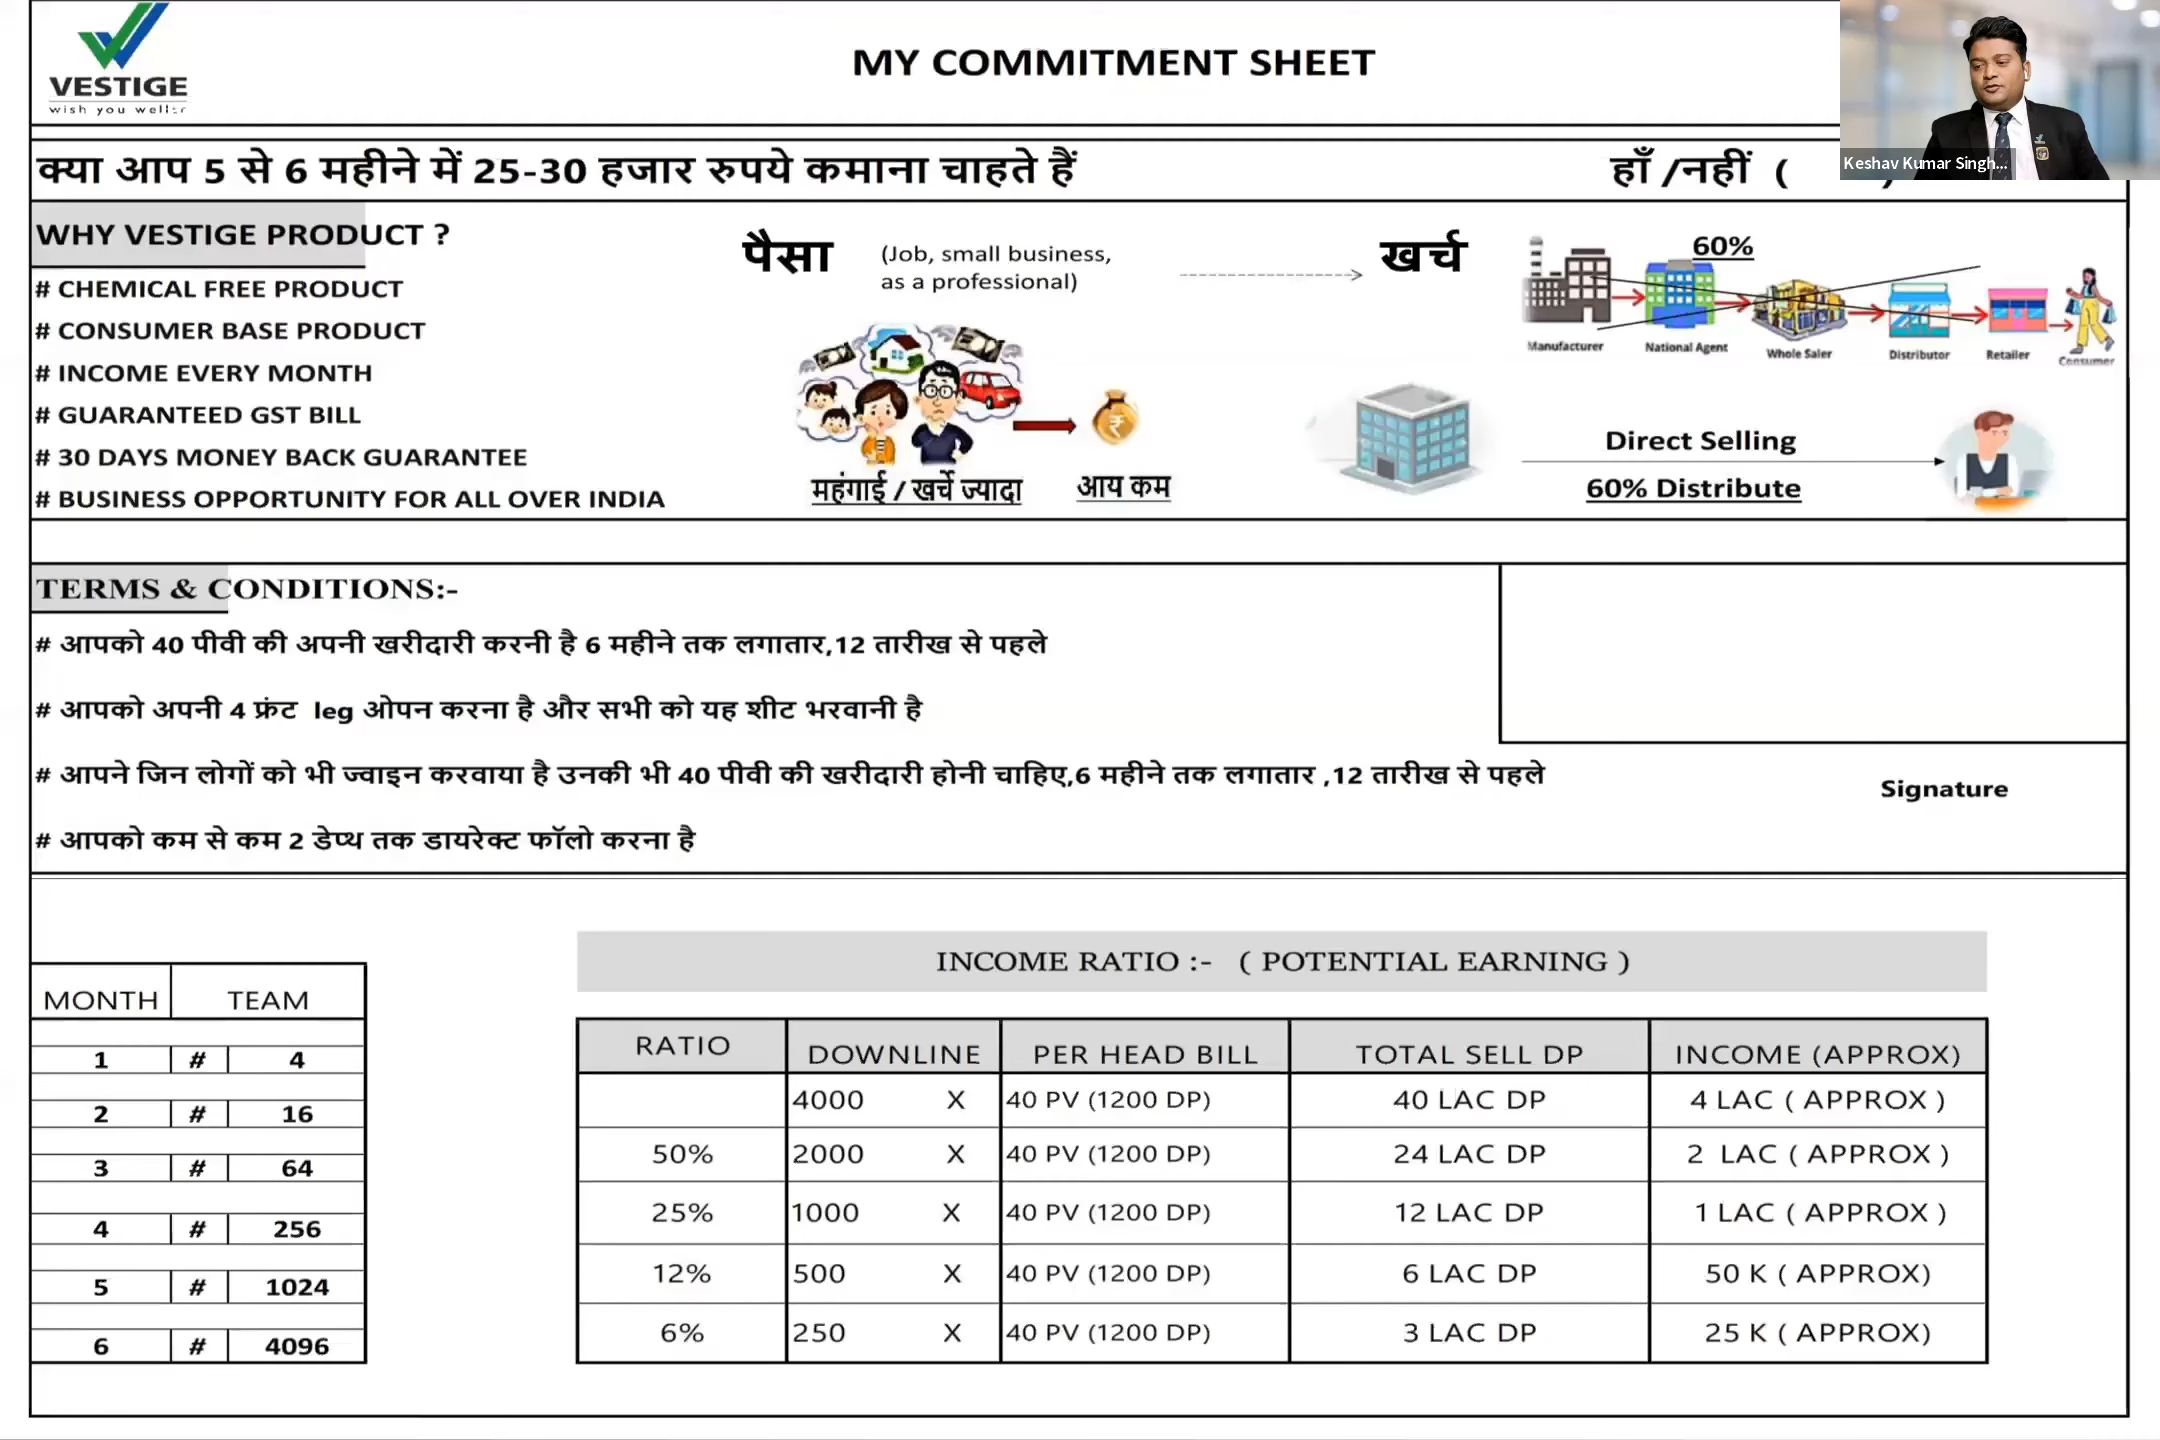 VESTIGE
MY COMMITMENT SHEET
Keshav Kumar Singh...
क्या आप 5 से 6 महीने में 25-30 हजार रुपये कमाना चाहते हैं
हाँ /नहीं (
WHY VESTIGE PRODUCT ?
# CHEMICAL FREE PRODUCT
# CONSUMER BASE PRODUCT
# INCOME EVERY MONTH
# GUARANTEED GST BILL
# 30 DAYS MONEY BACK GUARANTEE
# BUSINESS OPPORTUNITY FOR ALL OVER INDIA
पैसा
(Job, small business,
as a professional)
खर्च
महंगाई / खर्चे ज्यादा
आय कम
60%
Manufacturer National Agent Whole Saler Distributor Retailer Consumer
Direct Selling
60% Distribute
TERMS & CONDITIONS:-
# आपको 40 पीवी की अपनी खरीदारी करनी है 6 महीने तक लगातार,12 तारीख से पहले
# आपको अपनी 4 फ्रंट leg ओपन करना है और सभी को यह शीट भरवानी है
# आपने जिन लोगों को भी ज्वाइन करवाया है उनकी भी 40 पीवी की खरीदारी होनी चाहिए,6 महीने तक लगातार ,12 तारीख से पहले
# आपको कम से कम 2 डेप्थ तक डायरेक्ट फॉलो करना है
Signature
MONTH TEAM
1 # 4
2 # 16
3 # 64
4 # 256
5 # 1024
6 # 4096
INCOME RATIO :- ( POTENTIAL EARNING )
RATIO DOWNLINE PER HEAD BILL TOTAL SELL DP INCOME (APPROX)
4000 X 40 PV (1200 DP) 40 LAC DP 4 LAC ( APPROX )
50% 2000 X 40 PV (1200 DP) 24 LAC DP 2 LAC ( APPROX )
25% 1000 X 40 PV (1200 DP) 12 LAC DP 1 LAC ( APPROX )
12% 500 X 40 PV (1200 DP) 6 LAC DP 50 K ( APPROX)
6% 250 X 40 PV (1200 DP) 3 LAC DP 25 K ( APPROX)